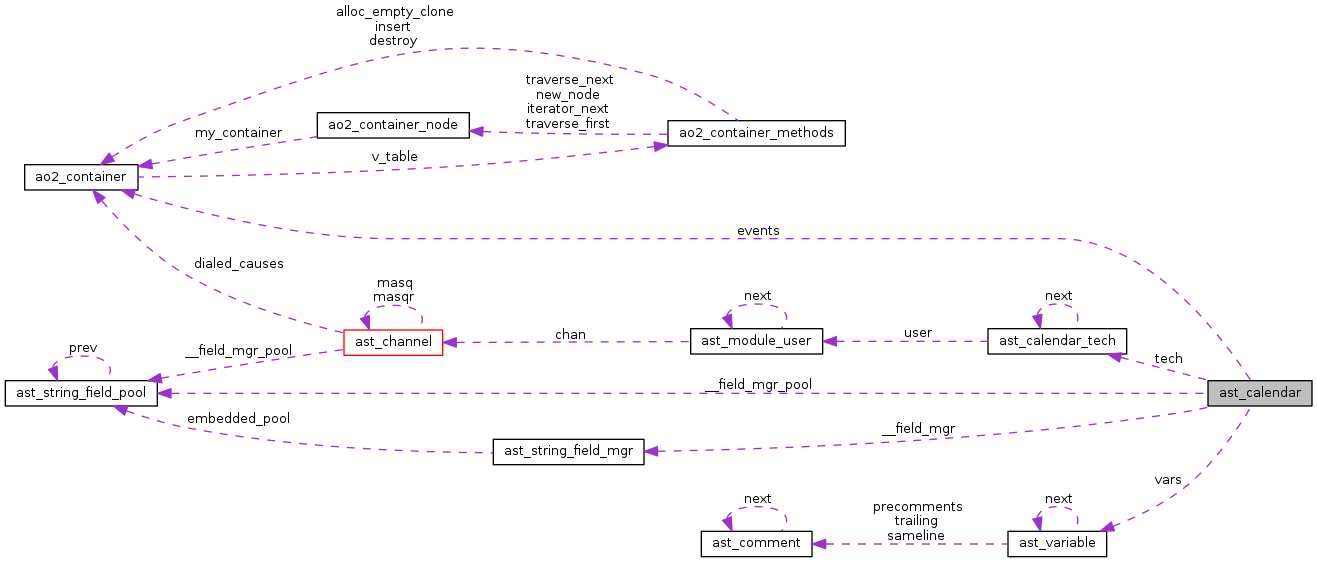 alloc_empty_clone
insert
destroy
traverse_next
new_node
iterator_next
traverse_first
my_container
ao2_container_node
ao2_container_methods
v_table
ao2_container
events
dialed_causes
masq
masqr
next
next
ast_channel
chan
ast_module_user
user
ast_calendar_tech
tech
prev
__field_mgr_pool
ast_string_field_pool
__field_mgr_pool
ast_calendar
embedded_pool
__field_mgr
ast_string_field_mgr
vars
next
precomments
trailing
sameline
next
ast_comment
ast_variable